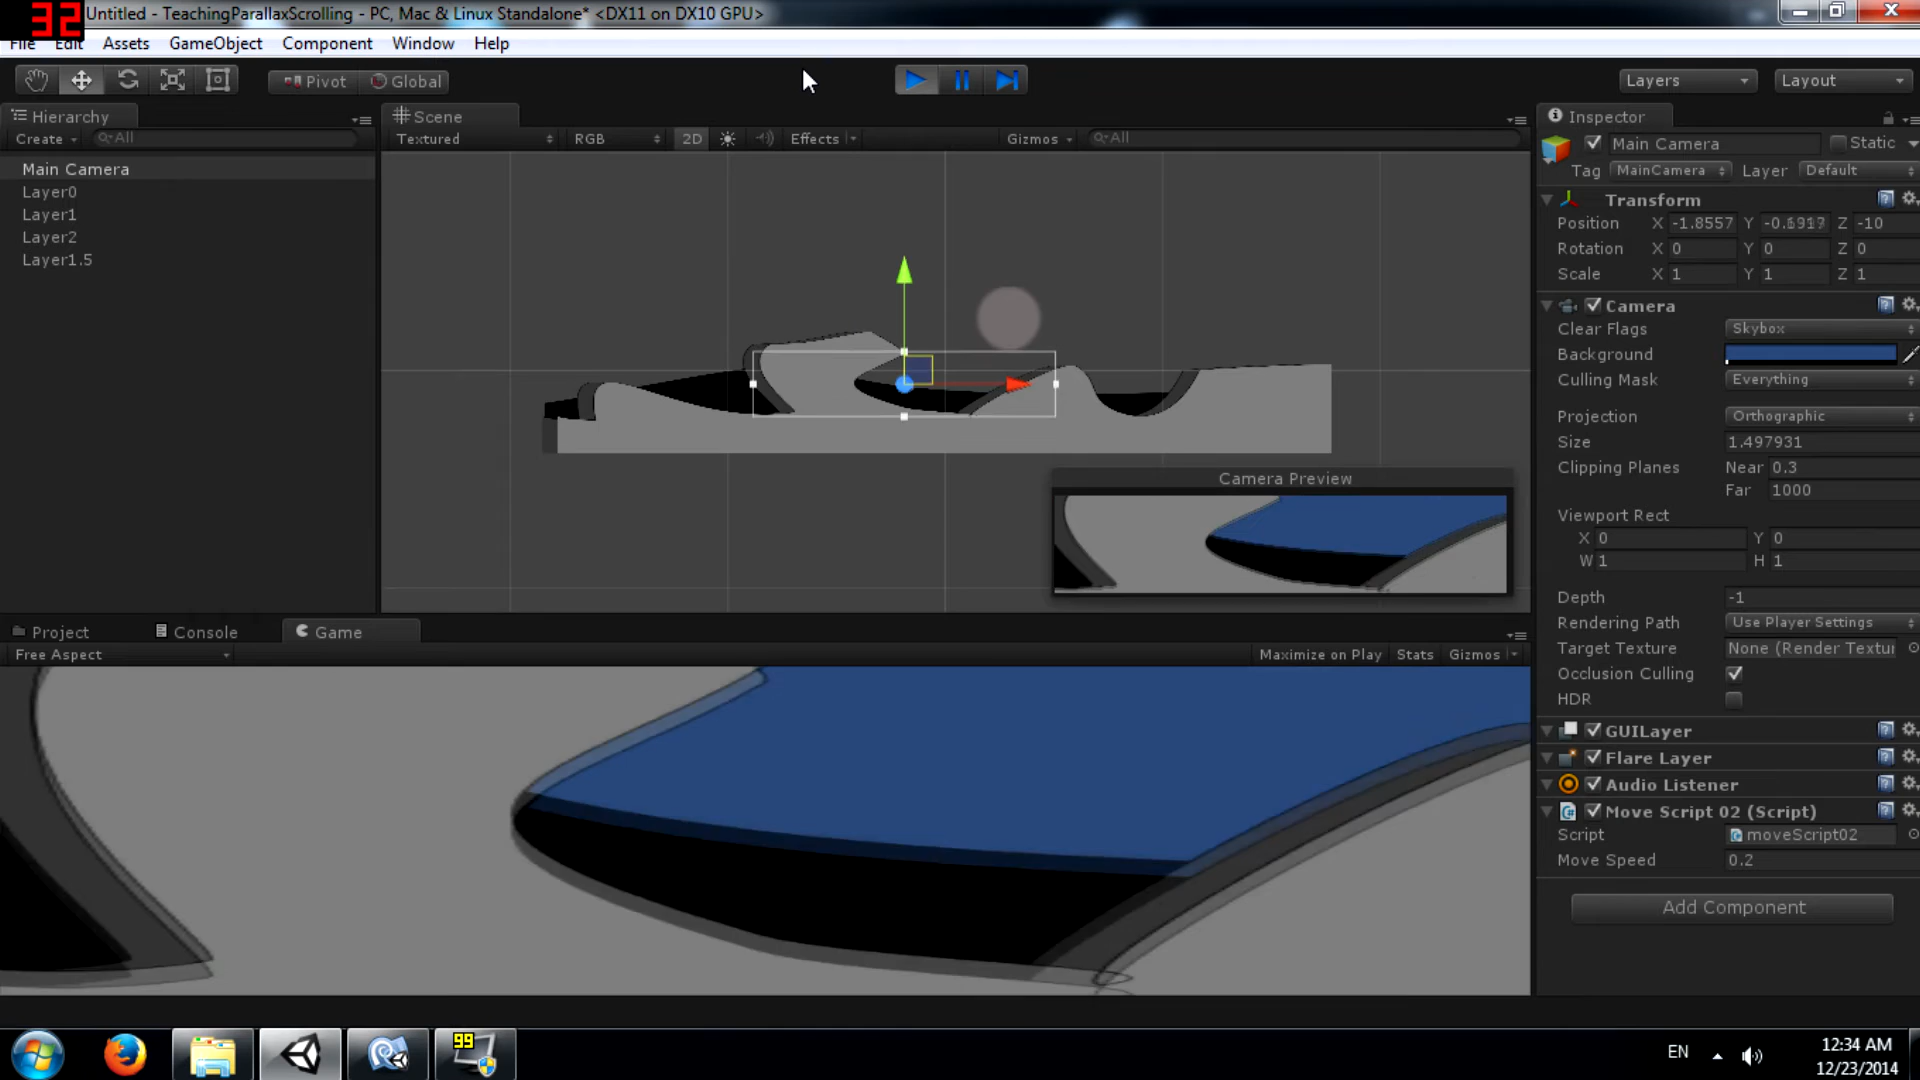 32
Untitled - TeachingParallaxScrolling - PC, Mac & Linux Standalone* <DX11 on DX10 GPU>
File Edit Assets GameObject Component Window Help
Pivot Global Layers Layout
Hierarchy
Create All
Main Camera
Layer0
Layer1
Layer2
Layer1.5
Scene
Textured RGB 2D Effects Gizmos All
Camera Preview
Inspector
Main Camera Static
Tag MainCamera Layer Default
Transform
Position X -1.8557 Y Z -10
Rotation X 0 Y 0 Z 0
Scale X 1 Y 1 Z 1
Camera
Clear Flags Skybox
Background
Culling Mask Everything
Projection Orthographic
Size 1.497931
Clipping Planes Near 0.3
Far 1000
Viewport Rect
X 0 Y 0
W 1 H 1
Depth -1
Rendering Path Use Player Settings
Target Texture None (Render Textur
Occlusion Culling
HDR
GUILayer
Flare Layer
Audio Listener
Move Script 02 (Script)
Script moveScript02
Move Speed 0.2
Add Component
Project Console Game
Free Aspect Maximize on Play Stats Gizmos
99
EN
12:34 AM
12/23/2014